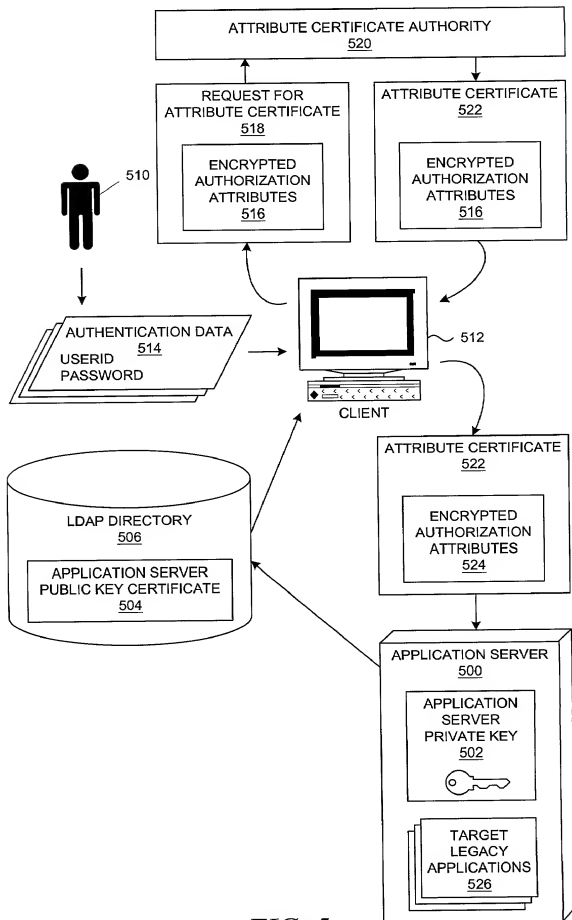 ATTRIBUTE CERTIFICATE AUTHORITY
520
REQUEST FOR
ATTRIBUTE CERTIFICATE
518
ENCRYPTED
AUTHORIZATION
ATTRIBUTES
516
ATTRIBUTE CERTIFICATE
522
ENCRYPTED
AUTHORIZATION
ATTRIBUTES
516
510
AUTHENTICATION DATA
514
USERID
PASSWORD
512
CLIENT
ATTRIBUTE CERTIFICATE
522
ENCRYPTED
AUTHORIZATION
ATTRIBUTES
524
LDAP DIRECTORY
506
APPLICATION SERVER
PUBLIC KEY CERTIFICATE
504
APPLICATION SERVER
500
APPLICATION
SERVER
PRIVATE KEY
502
TARGET
LEGACY
APPLICATIONS
526